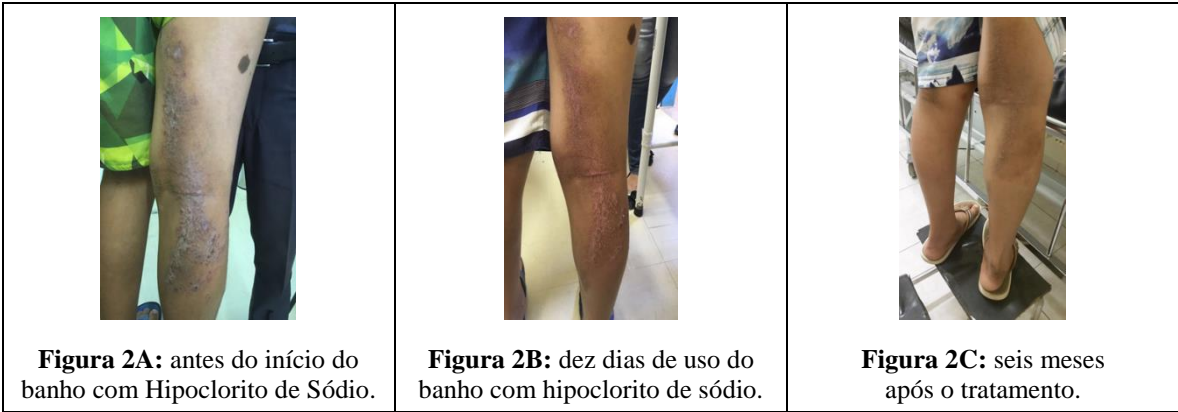 Figura 2A: antes do início do
banho com Hipoclorito de Sódio.
Figura 2B: dez dias de uso do
banho com hipoclorito de sódio.
Figura 2C: seis meses
após o tratamento.